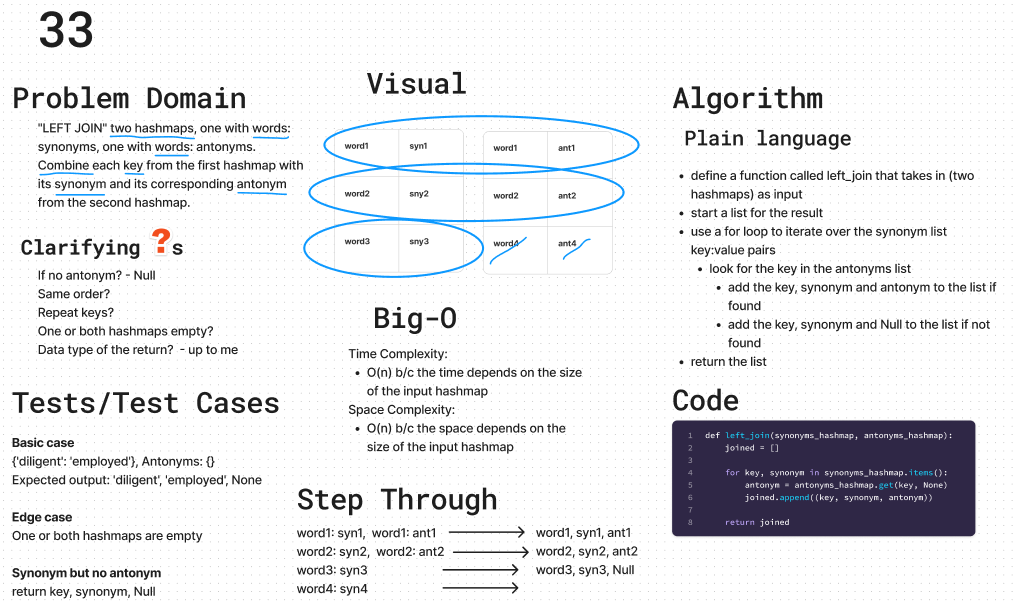 33
Problem Domain
"LEFT JOIN" two hashmaps, one with words:
synonyms, one with words: antonyms.
Combine each key from the first hashmap with
its synonym and its corresponding antonym
from the second hashmap.
Clarifying ?s
If no antonym? - Null
Same order?
Repeat keys?
One or both hashmaps empty?
Data type of the return?  - up to me
Tests/Test Cases
Basic case
{'diligent': 'employed'}, Antonyms: {}
Expected output: 'diligent', 'employed', None
Edge case
One or both hashmaps are empty
Synonym but no antonym
return key, synonym, Null
Visual
word1 syn1 word1 ant1
word2 sny2 word2 ant2
word3 sny3 word4 ant4
Big-O
Time Complexity:
• O(n) b/c the time depends on the size
of the input hashmap
Space Complexity:
• O(n) b/c the space depends on the
size of the input hashmap
Step Through
word1: syn1,  word1: ant1 word1, syn1, ant1
word2: syn2,  word2: ant2 word2, syn2, ant2
word3: syn3 word3, syn3, Null
word4: syn4
Algorithm
Plain language
• define a function called left_join that takes in (two
hashmaps) as input
• start a list for the result
• use a for loop to iterate over the synonym list
key:value pairs
• look for the key in the antonyms list
• add the key, synonym and antonym to the list if
found
• add the key, synonym and Null to the list if not
found
• return the list
Code
1 def left_join(synonyms_hashmap, antonyms_hashmap):
2 joined = []
3
4 for key, synonym in synonyms_hashmap.items():
5 antonym = antonyms_hashmap.get(key, None)
6 joined.append((key, synonym, antonym))
7
8 return joined